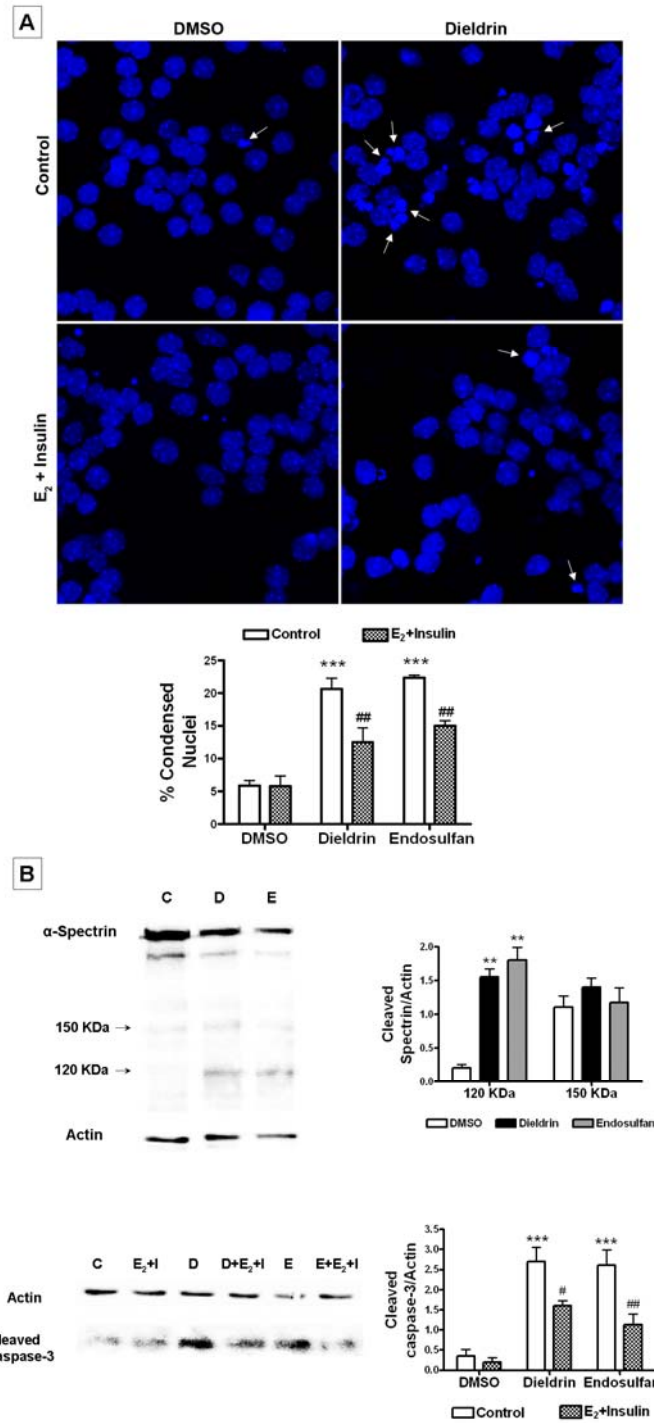 A
DMSO
Dieldrin
Control
E₂ + Insulin
Control
E₂+Insulin
% Condensed
Nuclei
25
20
15
10
5
0
***
##
***
##
DMSO
Dieldrin
Endosulfan
B
C D E
α-Spectrin
150 KDa →
120 KDa →
Actin
Cleaved
Spectrin/Actin
2.0
1.5
1.0
0.5
0.0
**
**
120 KDa
150 KDa
DMSO
Dieldrin
Endosulfan
C E₂+I D D+E₂+I E E+E₂+I
Actin
leaved
aspase-3
Cleaved
caspase-3/Actin
3.5
3.0
2.5
2.0
1.5
1.0
0.5
0.0
***
#
***
##
DMSO
Dieldrin
Endosulfan
Control
E₂+Insulin